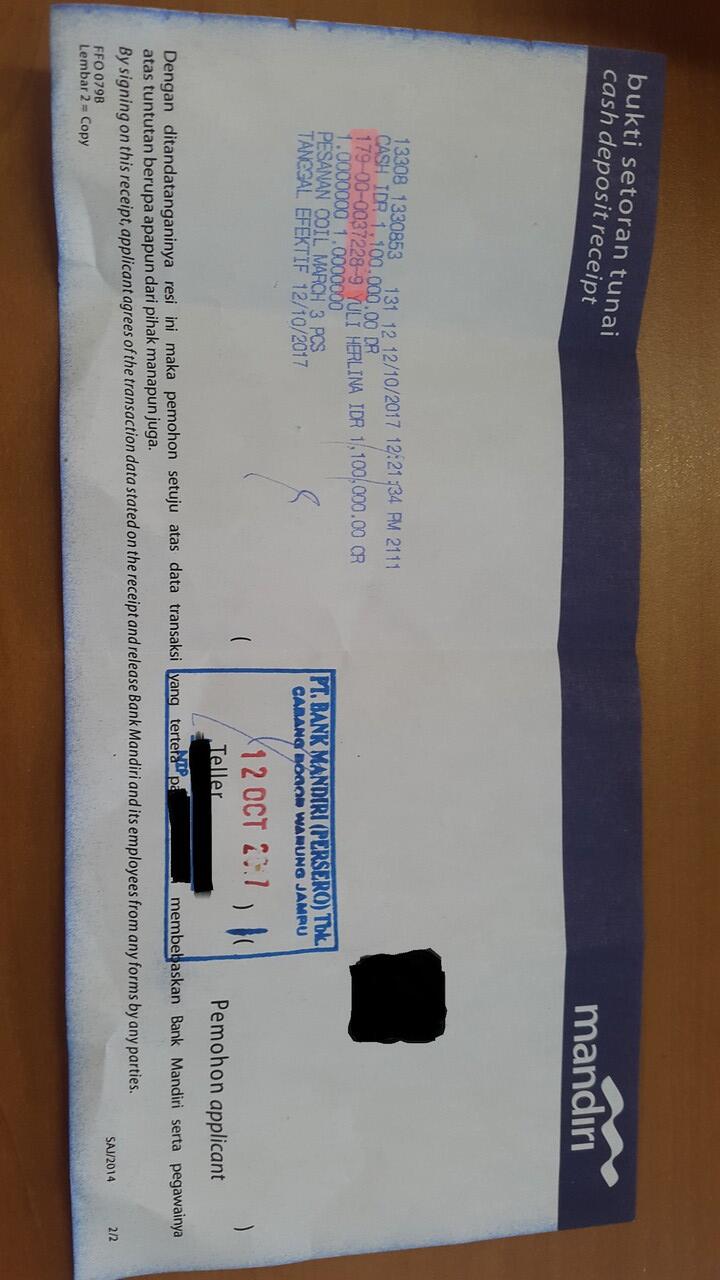 bukti setoran tunai
cash deposit receipt
mandiri
13308 1330853 131 12 12/10/2017 12:21:34 PM 2111
CASH IDR 1,100,000.00 DR
179-00-0037228-9 YULI HERLINA IDR 1,100,000.00 CR
1.0000000 1.0000000
PESANAN COIL MARCH 3 PCS
TANGGAL EFEKTIF 12/10/2017
PT. BANK MANDIRI (PERSERO) Tbk.
CABANG BOGOR WARUNG JAMBU
12 OCT 2017
( Teller ) ( Pemohon applicant )
NIP
Dengan ditandatanganinya resi ini maka pemohon setuju atas data transaksi yang tertera pa membebaskan Bank Mandiri serta pegawainya
atas tuntutan berupa apapun dari pihak manapun juga.
By signing on this receipt, applicant agrees of the transaction data stated on the receipt and release Bank Mandiri and its employees from any forms by any parties.
FFO 079B
Lembar 2 = Copy
SAJ/2014 2/2